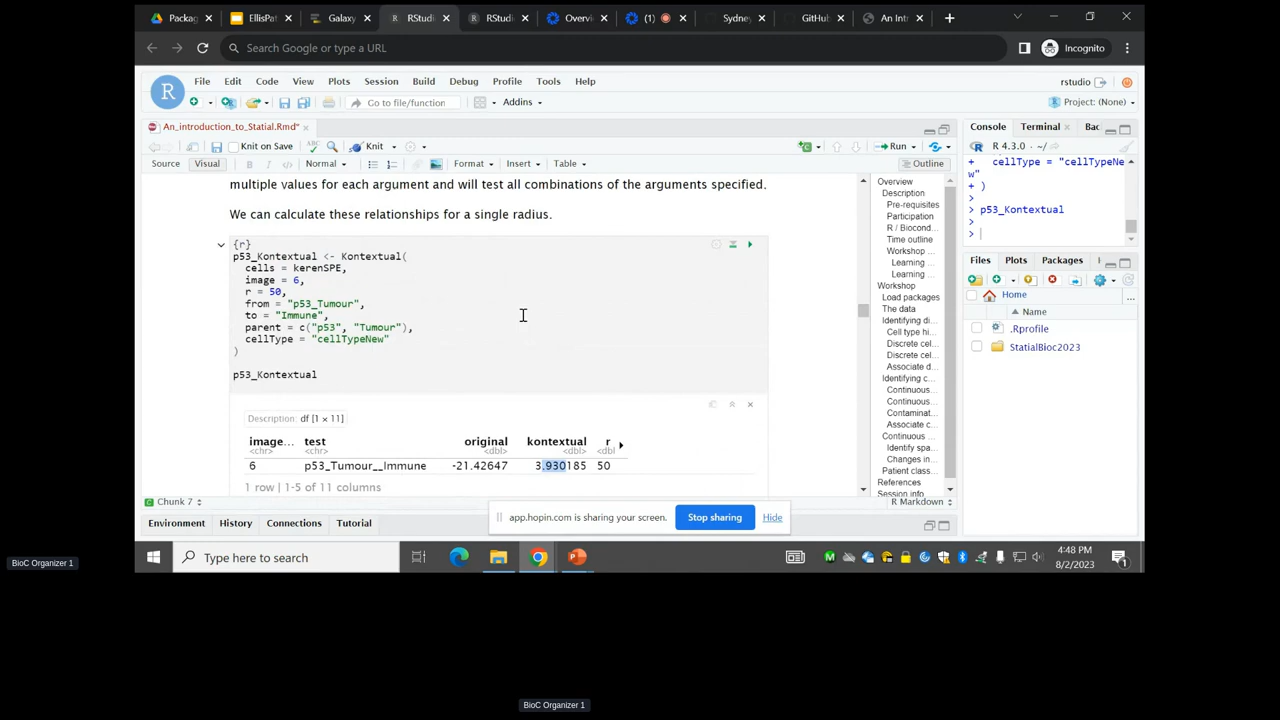 Packag
EllisPat
Galaxy
RStudi
RStudi
Overvi
(1)
Sydney
GitHub
An Intr
Search Google or type a URL
Incognito
R
File Edit Code View Plots Session Build Debug Profile Tools Help
rstudio
Go to file/function
Addins
Project: (None)
An_introduction_to_Statial.Rmd*
Knit on Save
Knit
Run
Source Visual
B I
Normal
Format
Insert
Table
Outline
multiple values for each argument and will test all combinations of the arguments specified.
We can calculate these relationships for a single radius.
{r}
p53_Kontextual <- Kontextual(
cells = kerenSPE,
image = 6,
r = 50,
from = "p53_Tumour",
to = "Immune",
parent = c("p53", "Tumour"),
cellType = "cellTypeNew"
)
p53_Kontextual
Description: df [1 × 11]
image... test original kontextual r
<chr> <chr> <dbl> <dbl> <dbl
6 p53_Tumour__Immune -21.42647 3.930185 50
1 row | 1-5 of 11 columns
Chunk 7
R Markdown
Overview
Description
Pre-requisites
Participation
R / Biocond...
Time outline
Workshop ...
Learning ...
Learning ...
Workshop
Load packages
The data
Identifying di...
Cell type hi...
Discrete cel...
Discrete cel...
Associate d...
Identifying c...
Continuous...
Continuous...
Contaminat...
Associate c...
Continuous ...
Identify spa...
Changes in...
Patient class...
References
Session info
Console Terminal Bac
R 4.3.0 · ~/
+ cellType = "cellTypeNe
w"
+ )
>
> p53_Kontextual
>
>
Files Plots Packages H
Home
...
Name
.Rprofile
StatialBioc2023
Environment History Connections Tutorial
app.hopin.com is sharing your screen.
Stop sharing
Hide
Type here to search
4:48 PM
8/2/2023
1
BioC Organizer 1
BioC Organizer 1